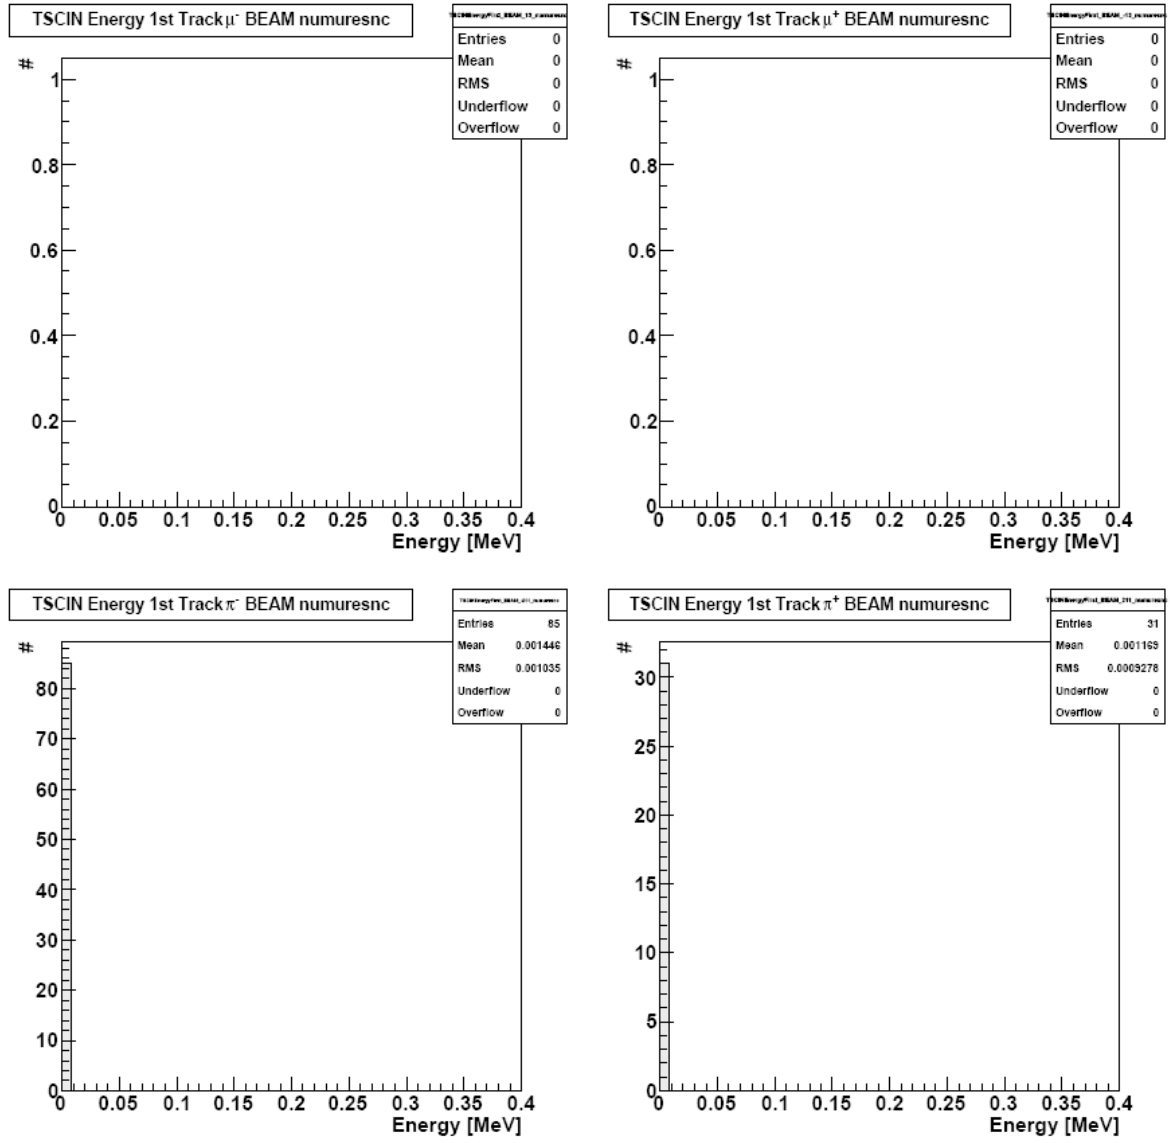 TSCIN Energy 1st Track μ- BEAM numuresnc
TSCINEnergyFirst_BEAM_13_numuresnc
Entries 0
Mean 0
RMS 0
Underflow 0
Overflow 0
#
1
0.8
0.6
0.4
0.2
0
0 0.05 0.1 0.15 0.2 0.25 0.3 0.35 0.4
Energy [MeV]
TSCIN Energy 1st Track μ+ BEAM numuresnc
TSCINEnergyFirst_BEAM_-13_numuresnc
Entries 0
Mean 0
RMS 0
Underflow 0
Overflow 0
#
1
0.8
0.6
0.4
0.2
0
0 0.05 0.1 0.15 0.2 0.25 0.3 0.35 0.4
Energy [MeV]
TSCIN Energy 1st Track π- BEAM numuresnc
TSCINEnergyFirst_BEAM_-211_numuresnc
Entries 85
Mean 0.001446
RMS 0.001035
Underflow 0
Overflow 0
#
80
70
60
50
40
30
20
10
0
0 0.05 0.1 0.15 0.2 0.25 0.3 0.35 0.4
Energy [MeV]
TSCIN Energy 1st Track π+ BEAM numuresnc
TSCINEnergyFirst_BEAM_211_numuresnc
Entries 31
Mean 0.001169
RMS 0.0009278
Underflow 0
Overflow 0
#
30
25
20
15
10
5
0
0 0.05 0.1 0.15 0.2 0.25 0.3 0.35 0.4
Energy [MeV]